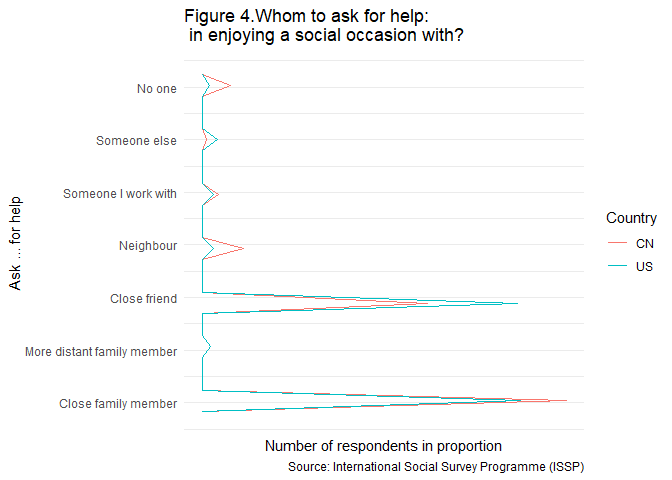 Figure 4.Whom to ask for help:
in enjoying a social occasion with?
No one
Someone else
Someone I work with
Neighbour
Close friend
More distant family member
Close family member
Ask ... for help
Number of respondents in proportion
Source: International Social Survey Programme (ISSP)
Country
CN
US